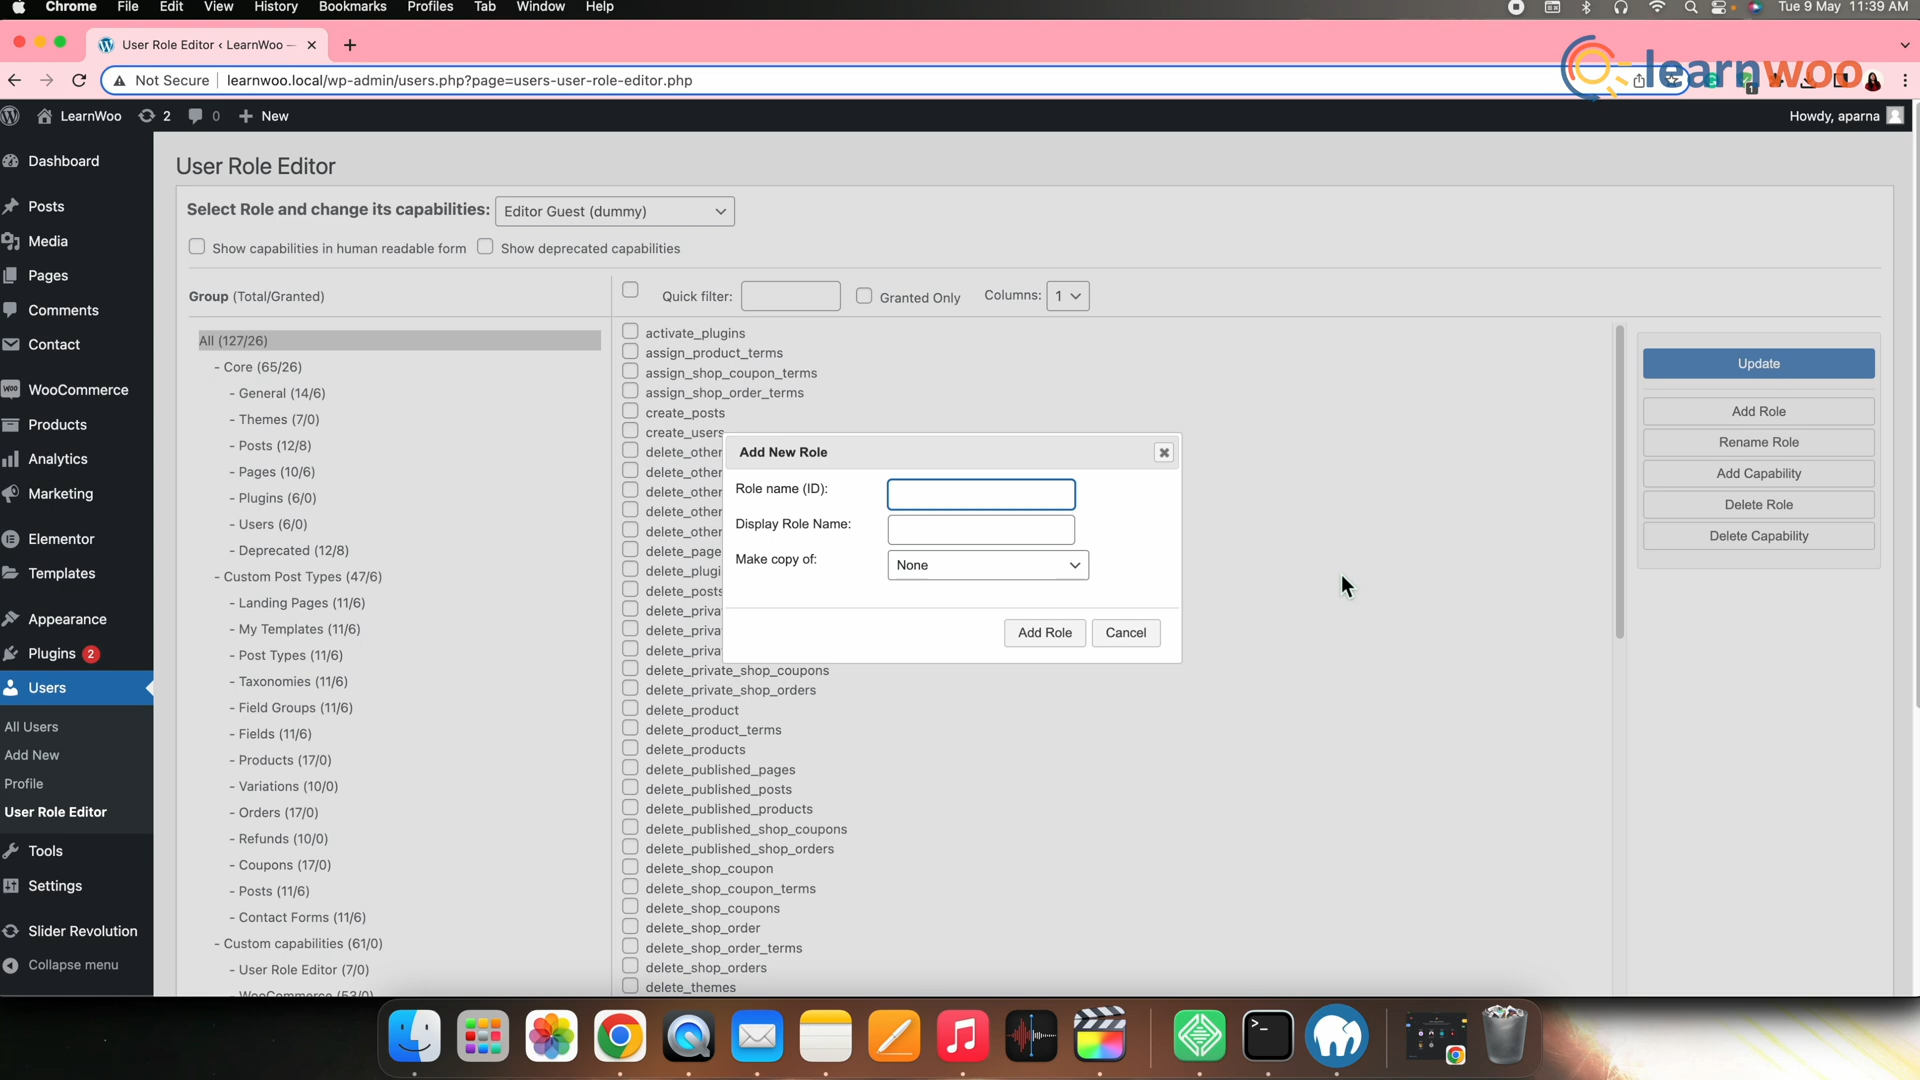 Chrome File Edit View History Bookmarks Profiles Tab Window Help Tue 9 May 11:39 AM
User Role Editor ‹ LearnWoo —
Not Secure learnwoo.local/wp-admin/users.php?page=users-user-role-editor.php
learnwoo
LearnWoo 2 0 New Howdy, aparna
Dashboard
Posts
Media
Pages
Comments
Contact
WooCommerce
Products
Analytics
Marketing
Elementor
Templates
Appearance
Plugins 2
Users
All Users
Add New
Profile
User Role Editor
Tools
Settings
Slider Revolution
Collapse menu
User Role Editor
Select Role and change its capabilities: Editor Guest (dummy)
Show capabilities in human readable form Show deprecated capabilities
Group (Total/Granted)
Quick filter: Granted Only Columns: 1
All (127/26)
- Core (65/26)
- General (14/6)
- Themes (7/0)
- Posts (12/8)
- Pages (10/6)
- Plugins (6/0)
- Users (6/0)
- Deprecated (12/8)
- Custom Post Types (47/6)
- Landing Pages (11/6)
- My Templates (11/6)
- Post Types (11/6)
- Taxonomies (11/6)
- Field Groups (11/6)
- Fields (11/6)
- Products (17/0)
- Variations (10/0)
- Orders (17/0)
- Refunds (10/0)
- Coupons (17/0)
- Posts (11/6)
- Contact Forms (11/6)
- Custom capabilities (61/0)
- User Role Editor (7/0)
- WooCommerce (53/0)
activate_plugins
assign_product_terms
assign_shop_coupon_terms
assign_shop_order_terms
create_posts
create_users
delete_other
delete_other
delete_other
delete_other
delete_other
delete_page
delete_plugi
delete_posts
delete_priva
delete_priva
delete_priva
delete_private_shop_coupons
delete_private_shop_orders
delete_product
delete_product_terms
delete_products
delete_published_pages
delete_published_posts
delete_published_products
delete_published_shop_coupons
delete_published_shop_orders
delete_shop_coupon
delete_shop_coupon_terms
delete_shop_coupons
delete_shop_order
delete_shop_order_terms
delete_shop_orders
delete_themes
Add New Role
Role name (ID):
Display Role Name:
Make copy of: None
Add Role Cancel
Update
Add Role
Rename Role
Add Capability
Delete Role
Delete Capability